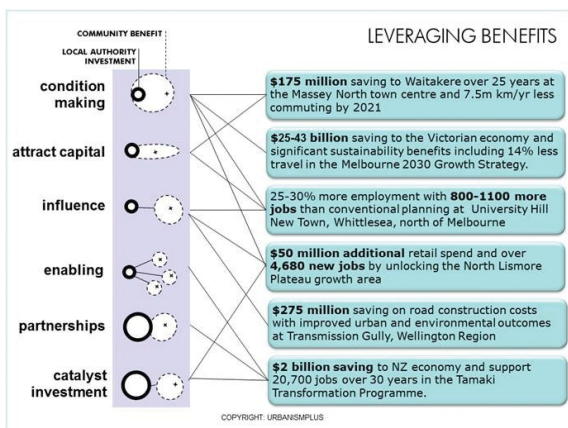 LEVERAGING BENEFITS
COMMUNITY BENEFIT
LOCAL AUTHORITY
INVESTMENT
condition
making
attract capital
influence
enabling
partnerships
catalyst
investment
$175 million saving to Waitakere over 25 years at
the Massey North town centre and 7.5m km/yr less
commuting by 2021
$25-43 billion saving to the Victorian economy and
significant sustainability benefits including 14% less
travel in the Melbourne 2030 Growth Strategy.
25-30% more employment with 800-1100 more
jobs than conventional planning at University Hill
New Town, Whittlesea, north of Melbourne
$50 million additional retail spend and over
4,680 new jobs by unlocking the North Lismore
Plateau growth area
$275 million saving on road construction costs
with improved urban and environmental outcomes
at Transmission Gully, Wellington Region
$2 billion saving to NZ economy and support
20,700 jobs over 30 years in the Tamaki
Transformation Programme.
COPYRIGHT: URBANISMPLUS